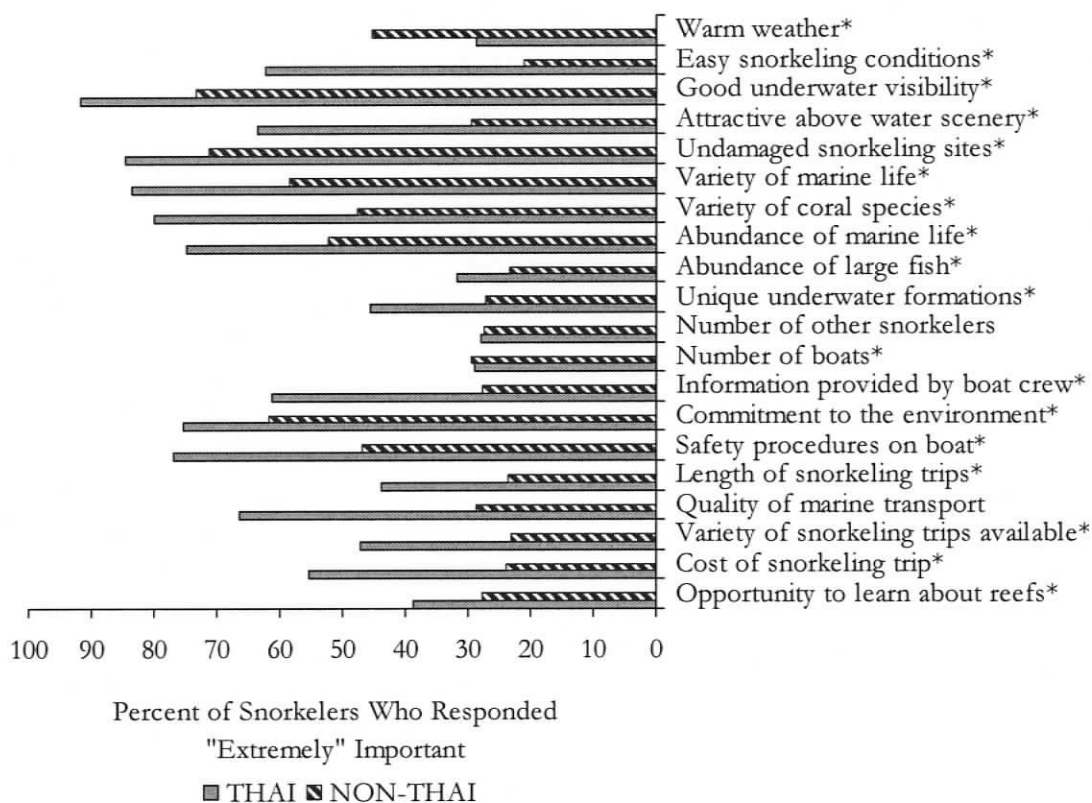 Warm weather*
Easy snorkeling conditions*
Good underwater visibility*
Attractive above water scenery*
Undamaged snorkeling sites*
Variety of marine life*
Variety of coral species*
Abundance of marine life*
Abundance of large fish*
Unique underwater formations*
Number of other snorkelers
Number of boats*
Information provided by boat crew*
Commitment to the environment*
Safety procedures on boat*
Length of snorkeling trips*
Quality of marine transport
Variety of snorkeling trips available*
Cost of snorkeling trip*
Opportunity to learn about reefs*
100 90 80 70 60 50 40 30 20 10 0
Percent of Snorkelers Who Responded
"Extremely" Important
THAI NON-THAI